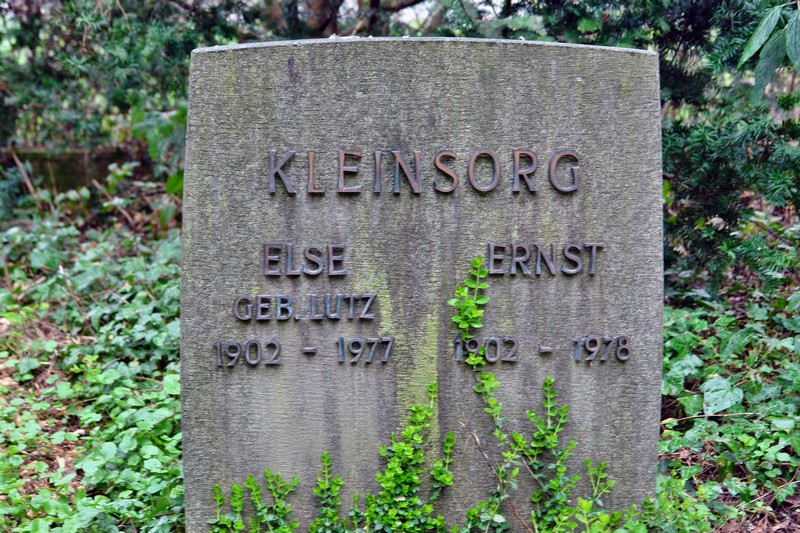 KLEINSORG
ELSE ERNST
GEB. LUTZ
1902 – 1977 1902 – 1978